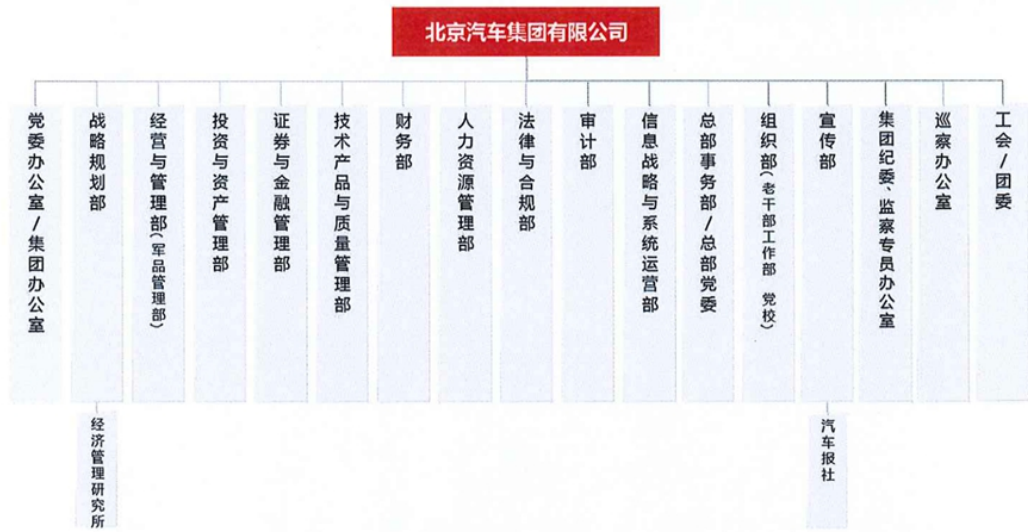 北京汽车集团有限公司
党委办公室/集团办公室
战略规划部
经营与管理部(军品管理部)
投资与资产管理部
证券与金融管理部
技术产品与质量管理部
财务部
人力资源管理部
法律与合规部
审计部
信息战略与系统运营部
总部事务部/总部党委
组织部(老干部工作部 党校)
宣传部
集团纪委、监察专员办公室
巡察办公室
工会/团委
经济管理研究所
汽车报社